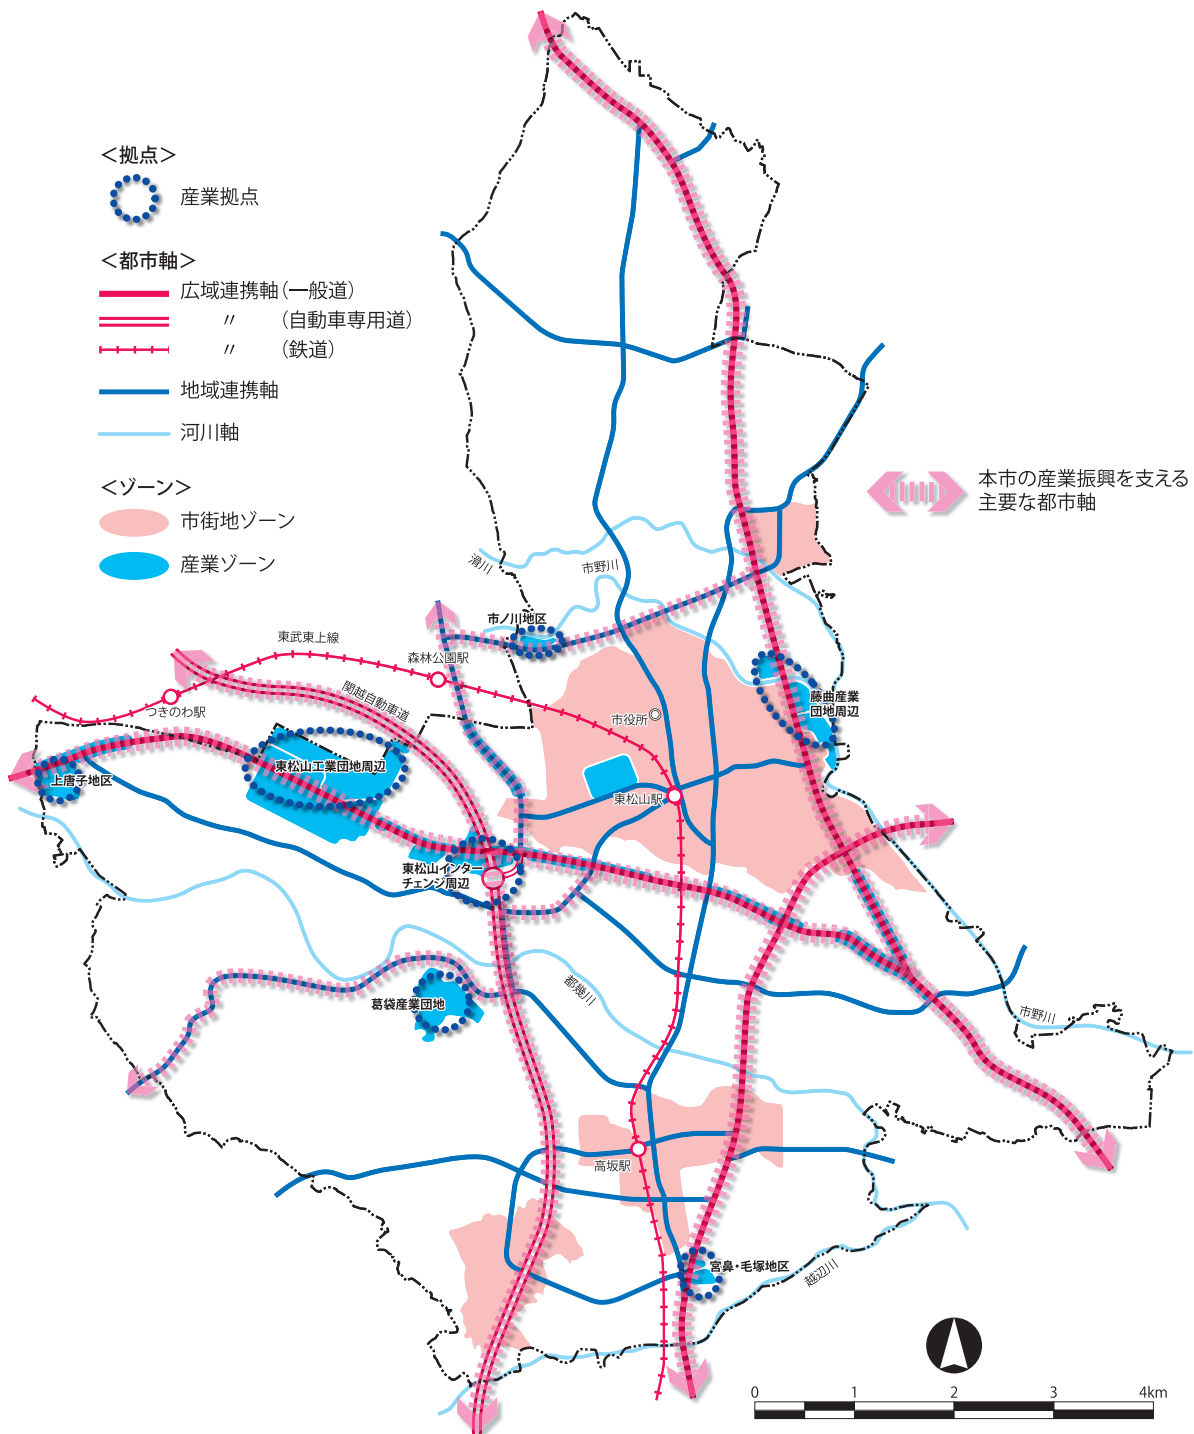 ＜拠点＞
産業拠点
＜都市軸＞
広域連携軸（一般道）
〃 （自動車専用道）
〃 （鉄道）
地域連携軸
河川軸
＜ゾーン＞
市街地ゾーン
産業ゾーン
本市の産業振興を支える
主要な都市軸
滑川
市野川
市ノ川地区
東武東上線
森林公園駅
関越自動車道
つきのわ駅
藤曲産業
団地周辺
市役所
東松山工業団地周辺
上唐子地区
東松山駅
東松山インター
チェンジ周辺
都幾川
葛袋産業団地
市野川
高坂駅
宮鼻・毛塚地区
越辺川
0 1 2 3 4km